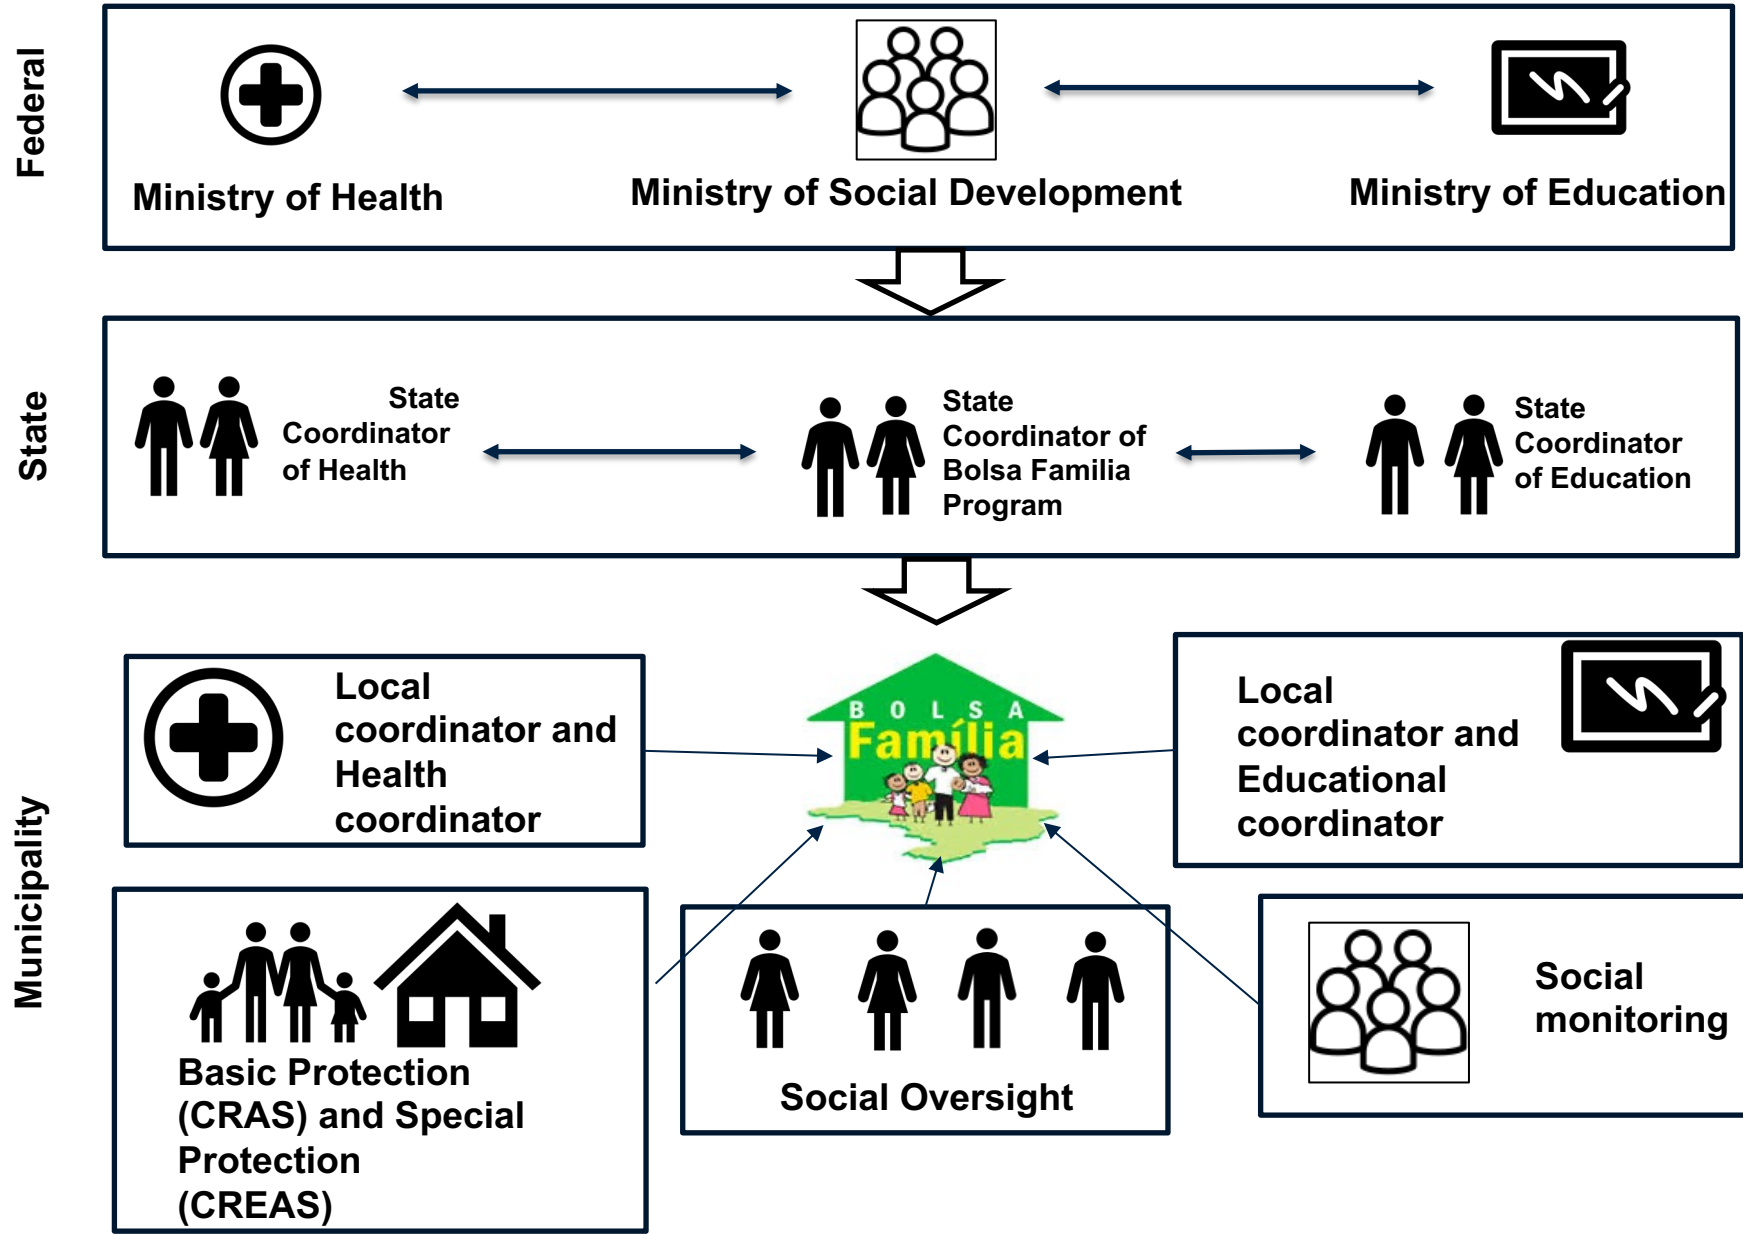 Federal
Ministry of Health
Ministry of Social Development
Ministry of Education
State
State
Coordinator
of Health
State
Coordinator of
Bolsa Familia
Program
State
Coordinator
of Education
Municipality
Local
coordinator and
Health
coordinator
BOLSA
Família
Local
coordinator and
Educational
coordinator
Basic Protection
(CRAS) and Special
Protection
(CREAS)
Social Oversight
Social
monitoring